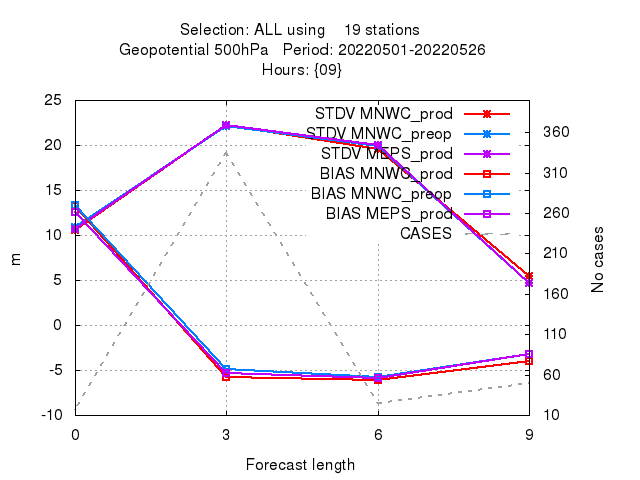 Selection: ALL using 19 stations
Geopotential 500hPa Period: 20220501-20220526
Hours: {09}
STDV MNWC_prod
STDV MNWC_preop
STDV MEPS_prod
BIAS MNWC_prod
BIAS MNWC_preop
BIAS MEPS_prod
CASES
25
20
15
10
5
0
-5
-10
m
360
310
260
210
160
110
60
10
No cases
0 3 6 9
Forecast length